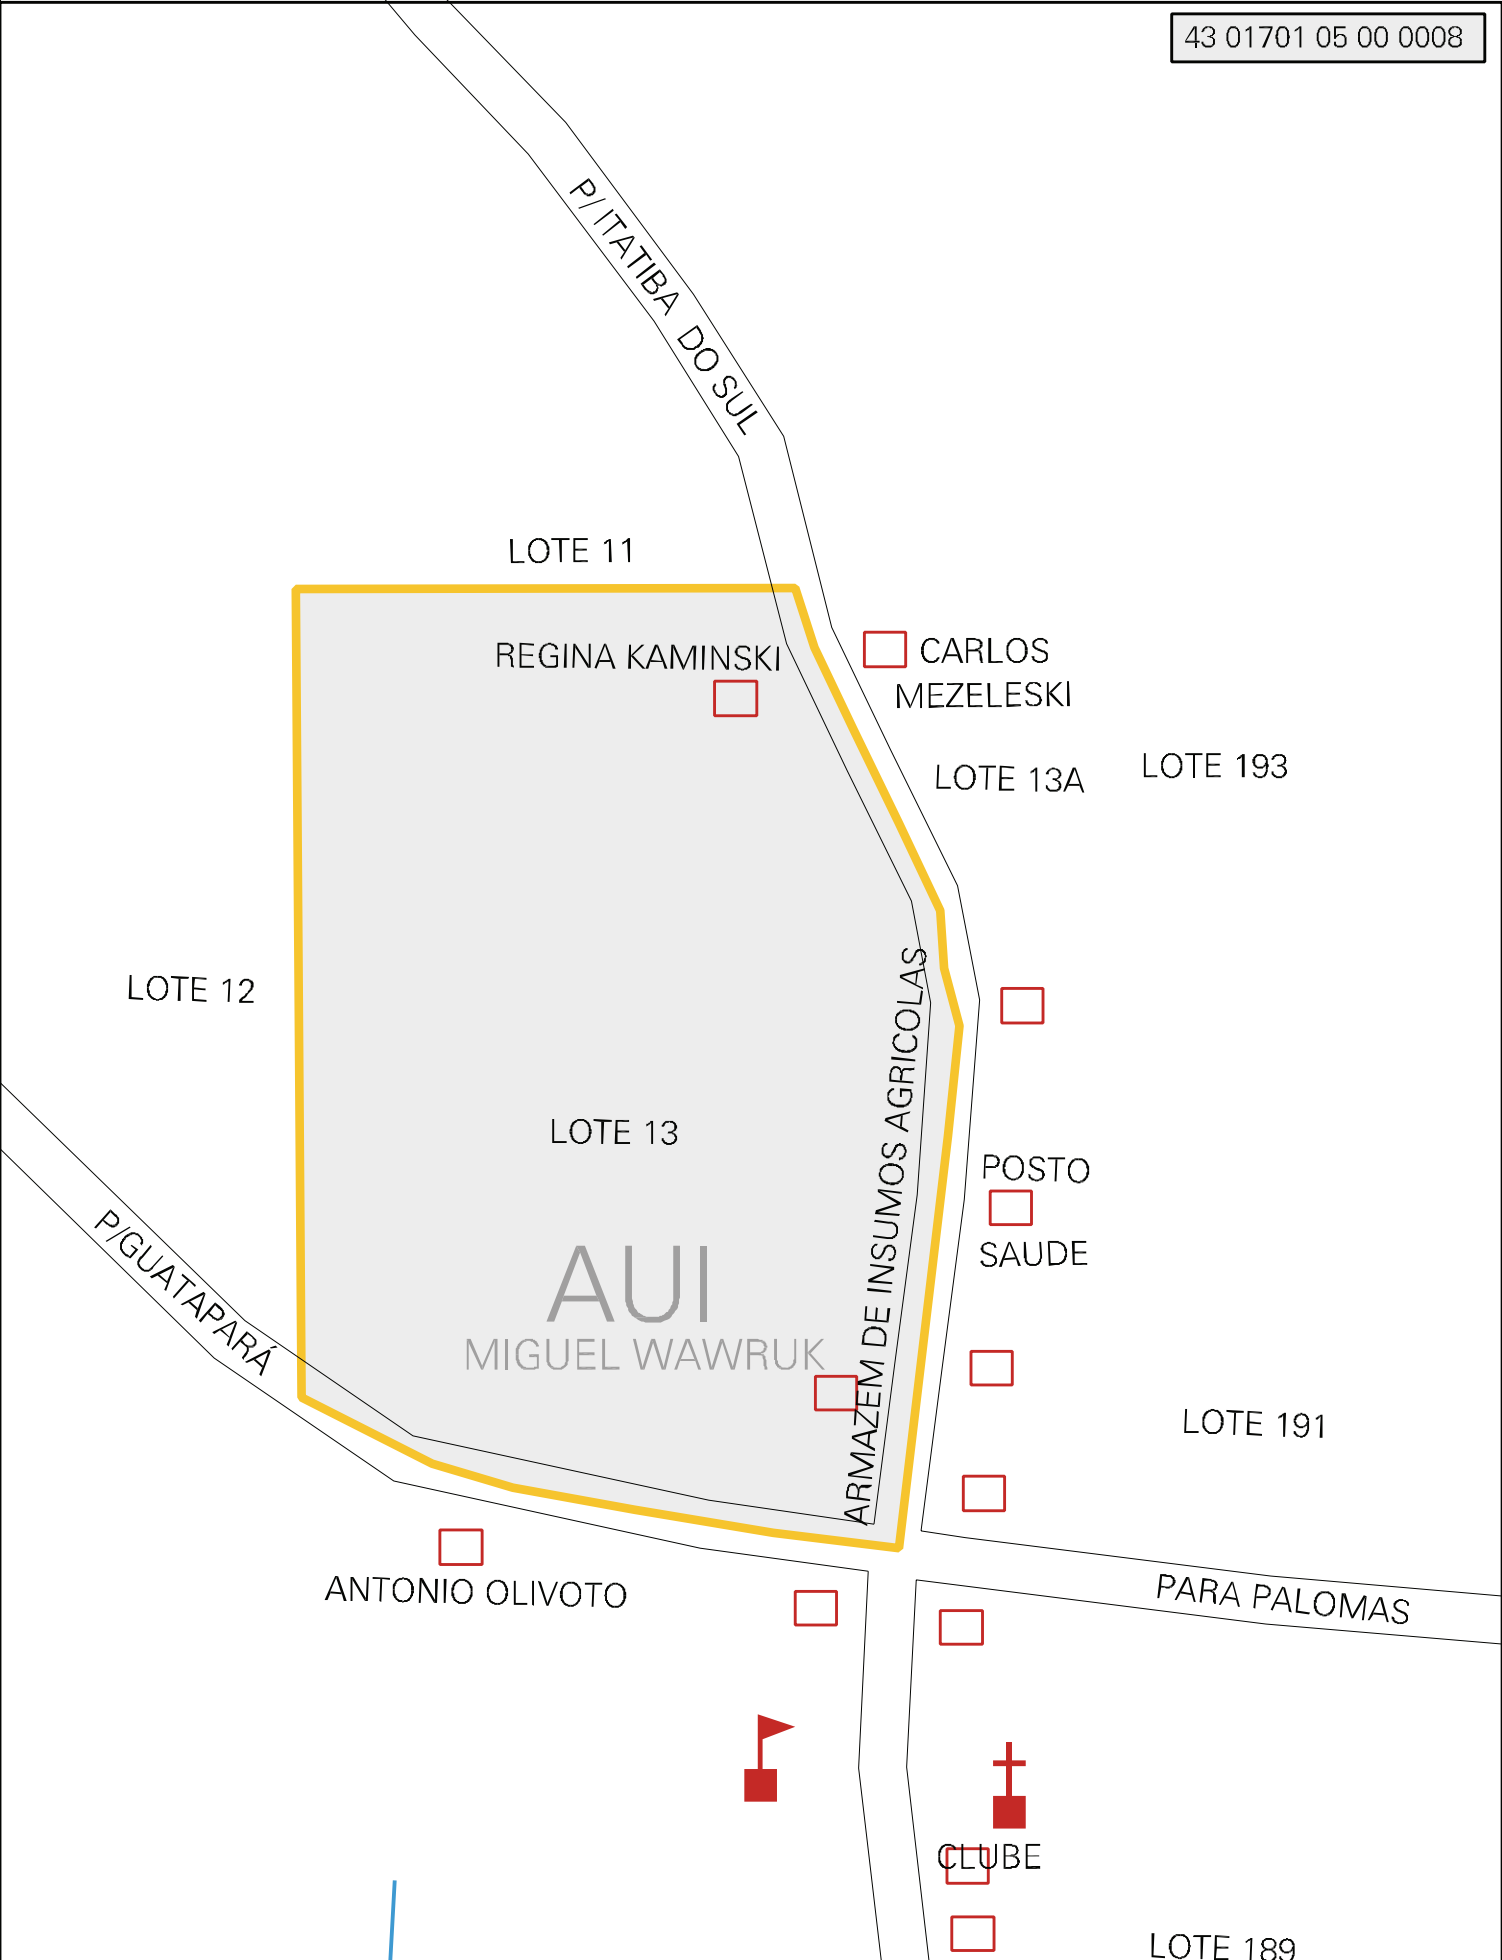 43 01701 05 00 0008
P/ ITATIBA DO SUL
LOTE 11
REGINA KAMINSKI
CARLOS
MEZELESKI
LOTE 13A
LOTE 193
LOTE 12
ARMAZEM DE INSUMOS AGRICOLAS
LOTE 13
POSTO
SAUDE
P/GUATAPARÁ
AUI
MIGUEL WAWRUK
LOTE 191
ANTONIO OLIVOTO
PARA PALOMAS
CLUBE
LOTE 189